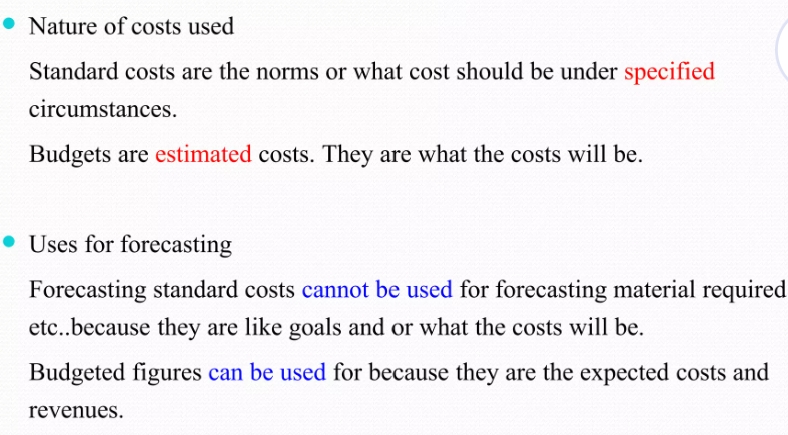 Nature of costs used
Standard costs are the norms or what cost should be under specified
circumstances.
Budgets are estimated costs. They are what the costs will be.
Uses for forecasting
Forecasting standard costs cannot be used for forecasting material required
etc..because they are like goals and or what the costs will be.
Budgeted figures can be used for because they are the expected costs and
revenues.